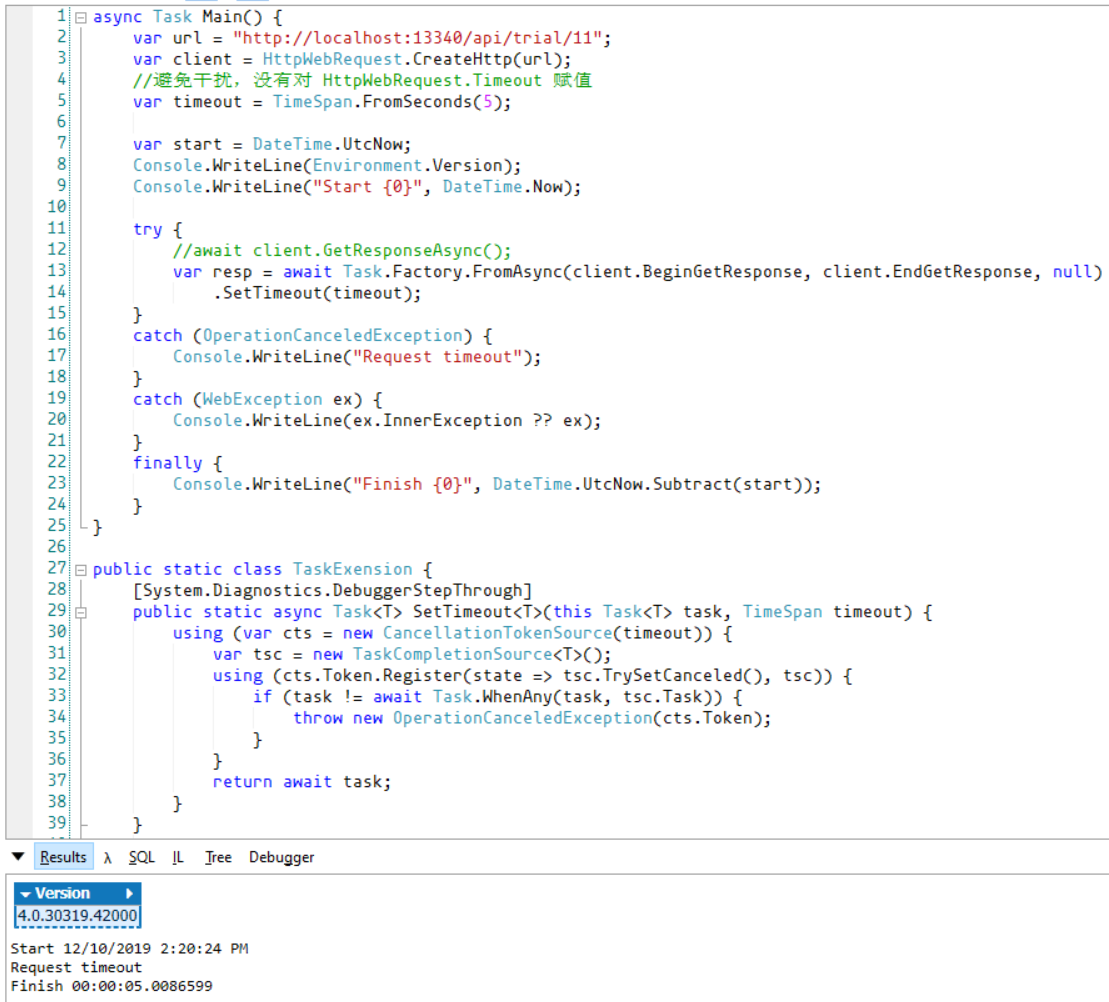 1 async Task Main() {
2 var url = "http://localhost:13340/api/trial/11";
3 var client = HttpWebRequest.CreateHttp(url);
4 //避免干扰，没有对 HttpWebRequest.Timeout 赋值
5 var timeout = TimeSpan.FromSeconds(5);
6
7 var start = DateTime.UtcNow;
8 Console.WriteLine(Environment.Version);
9 Console.WriteLine("Start {0}", DateTime.Now);
10
11 try {
12 //await client.GetResponseAsync();
13 var resp = await Task.Factory.FromAsync(client.BeginGetResponse, client.EndGetResponse, null)
14 .SetTimeout(timeout);
15 }
16 catch (OperationCanceledException) {
17 Console.WriteLine("Request timeout");
18 }
19 catch (WebException ex) {
20 Console.WriteLine(ex.InnerException ?? ex);
21 }
22 finally {
23 Console.WriteLine("Finish {0}", DateTime.UtcNow.Subtract(start));
24 }
25 }
26
27 public static class TaskExension {
28 [System.Diagnostics.DebuggerStepThrough]
29 public static async Task<T> SetTimeout<T>(this Task<T> task, TimeSpan timeout) {
30 using (var cts = new CancellationTokenSource(timeout)) {
31 var tsc = new TaskCompletionSource<T>();
32 using (cts.Token.Register(state => tsc.TrySetCanceled(), tsc)) {
33 if (task != await Task.WhenAny(task, tsc.Task)) {
34 throw new OperationCanceledException(cts.Token);
35 }
36 }
37 return await task;
38 }
39 }
Results λ SQL IL Tree Debugger
Version
4.0.30319.42000
Start 12/10/2019 2:20:24 PM
Request timeout
Finish 00:00:05.0086599